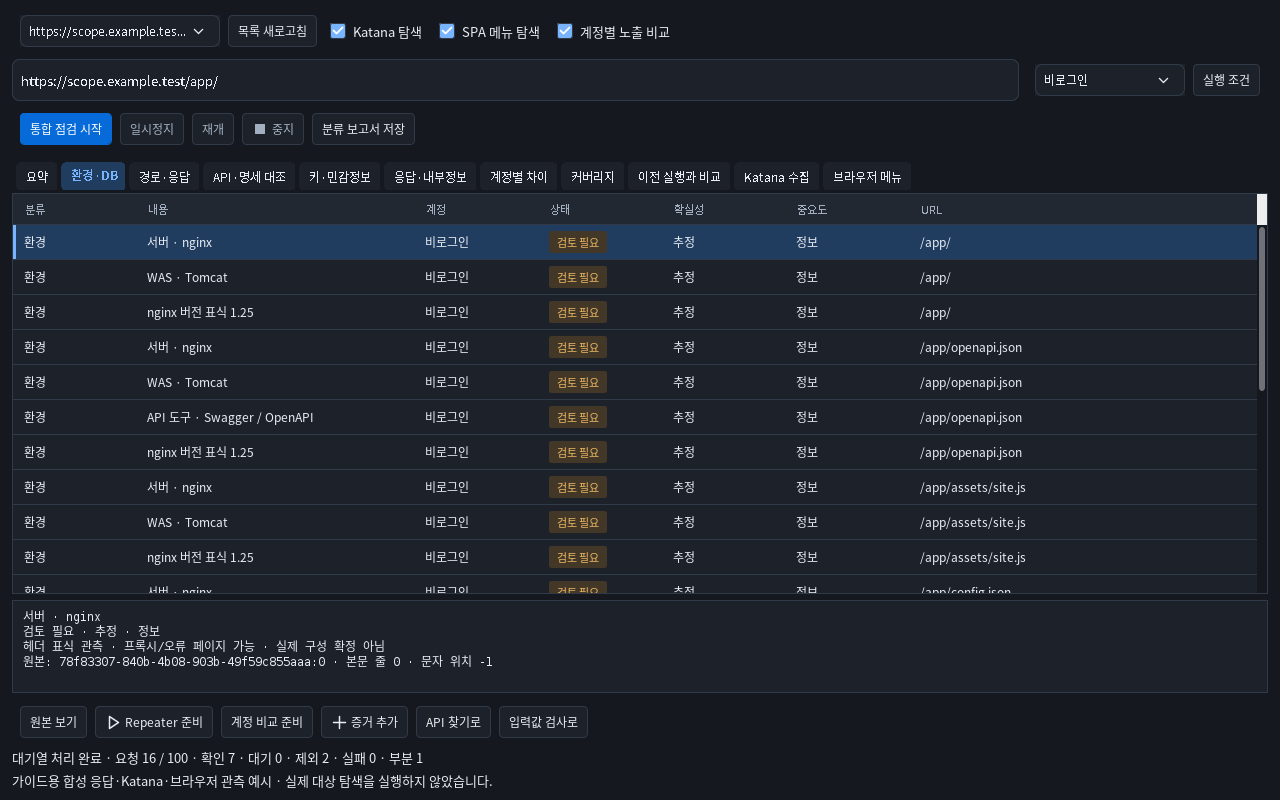 https://scope.example.tes... 목록 새로고침 Katana 탐색 SPA 메뉴 탐색 계정별 노출 비교
https://scope.example.test/app/ 비로그인 실행 조건
통합 점검 시작 일시정지 재개 중지 분류 보고서 저장
요약 환경·DB 경로·응답 API·명세 대조 키·민감정보 응답·내부정보 계정별 차이 커버리지 이전 실행과 비교 Katana 수집 브라우저 메뉴
분류 내용 계정 상태 확실성 중요도 URL
환경 서버 · nginx 비로그인 검토 필요 추정 정보 /app/
환경 WAS · Tomcat 비로그인 검토 필요 추정 정보 /app/
환경 nginx 버전 표식 1.25 비로그인 검토 필요 추정 정보 /app/
환경 서버 · nginx 비로그인 검토 필요 추정 정보 /app/openapi.json
환경 WAS · Tomcat 비로그인 검토 필요 추정 정보 /app/openapi.json
환경 API 도구 · Swagger / OpenAPI 비로그인 검토 필요 추정 정보 /app/openapi.json
환경 nginx 버전 표식 1.25 비로그인 검토 필요 추정 정보 /app/openapi.json
환경 서버 · nginx 비로그인 검토 필요 추정 정보 /app/assets/site.js
환경 WAS · Tomcat 비로그인 검토 필요 추정 정보 /app/assets/site.js
환경 nginx 버전 표식 1.25 비로그인 검토 필요 추정 정보 /app/assets/site.js
환경 서버 · nginx 비로그인 검토 필요 추정 정보 /app/config.json
서버 · nginx
검토 필요 · 추정 · 정보
헤더 표식 관측 · 프록시/오류 페이지 가능 · 실제 구성 확정 아님
원본: 78f83307-840b-4b08-903b-49f59c855aaa:0 · 본문 줄 0 · 문자 위치 -1
원본 보기 Repeater 준비 계정 비교 준비 증거 추가 API 찾기로 입력값 검사로
대기열 처리 완료 · 요청 16 / 100 · 확인 7 · 대기 0 · 제외 2 · 실패 0 · 부분 1
가이드용 합성 응답·Katana·브라우저 관측 예시 · 실제 대상 탐색을 실행하지 않았습니다.